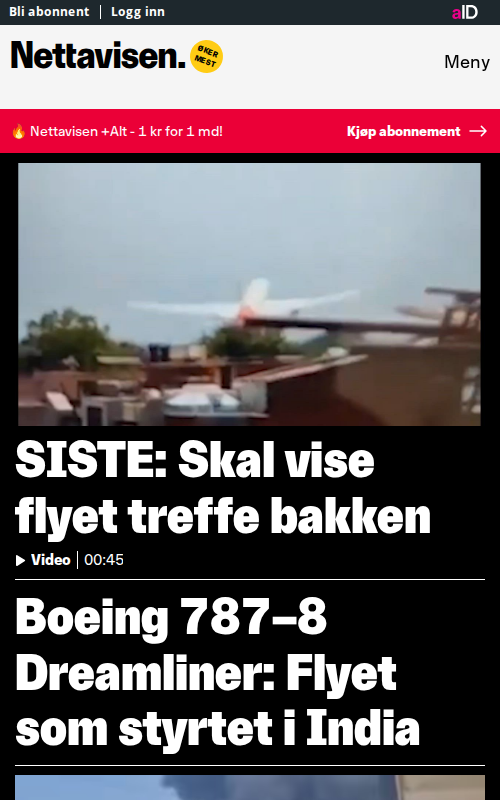 Bli abonnent | Logg inn
aID
Nettavisen.
ØKER
MEST
Meny
🔥 Nettavisen +Alt - 1 kr for 1 md!
Kjøp abonnement →
SISTE: Skal vise
flyet treffe bakken
Video | 00:45
Boeing 787–8
Dreamliner: Flyet
som styrtet i India